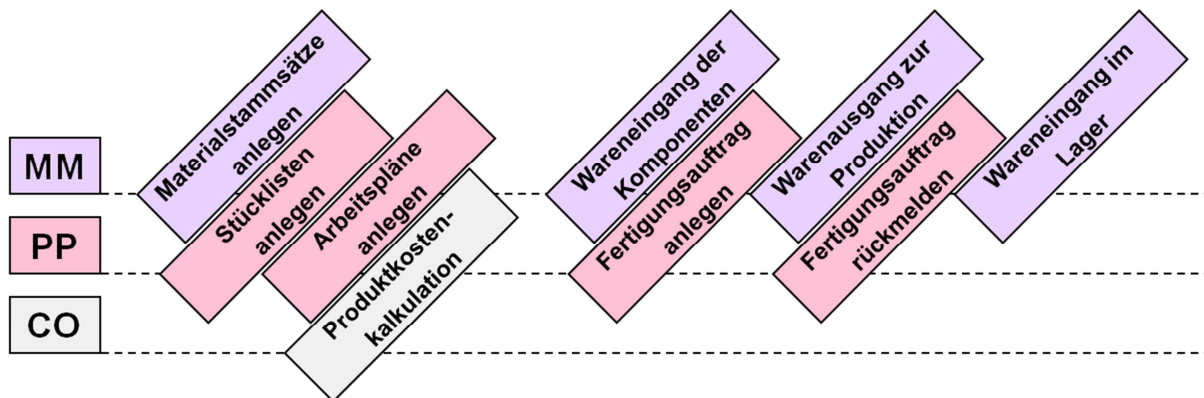 Materialstammsätze
anlegen
Stücklisten
anlegen
Arbeitspläne
anlegen
Produktkosten-
kalkulation
Wareneingang der
Komponenten
Fertigungsauftrag
anlegen
Warenausgang zur
Produktion
Fertigungsauftrag
rückmelden
Wareneingang im
Lager
MM
PP
CO